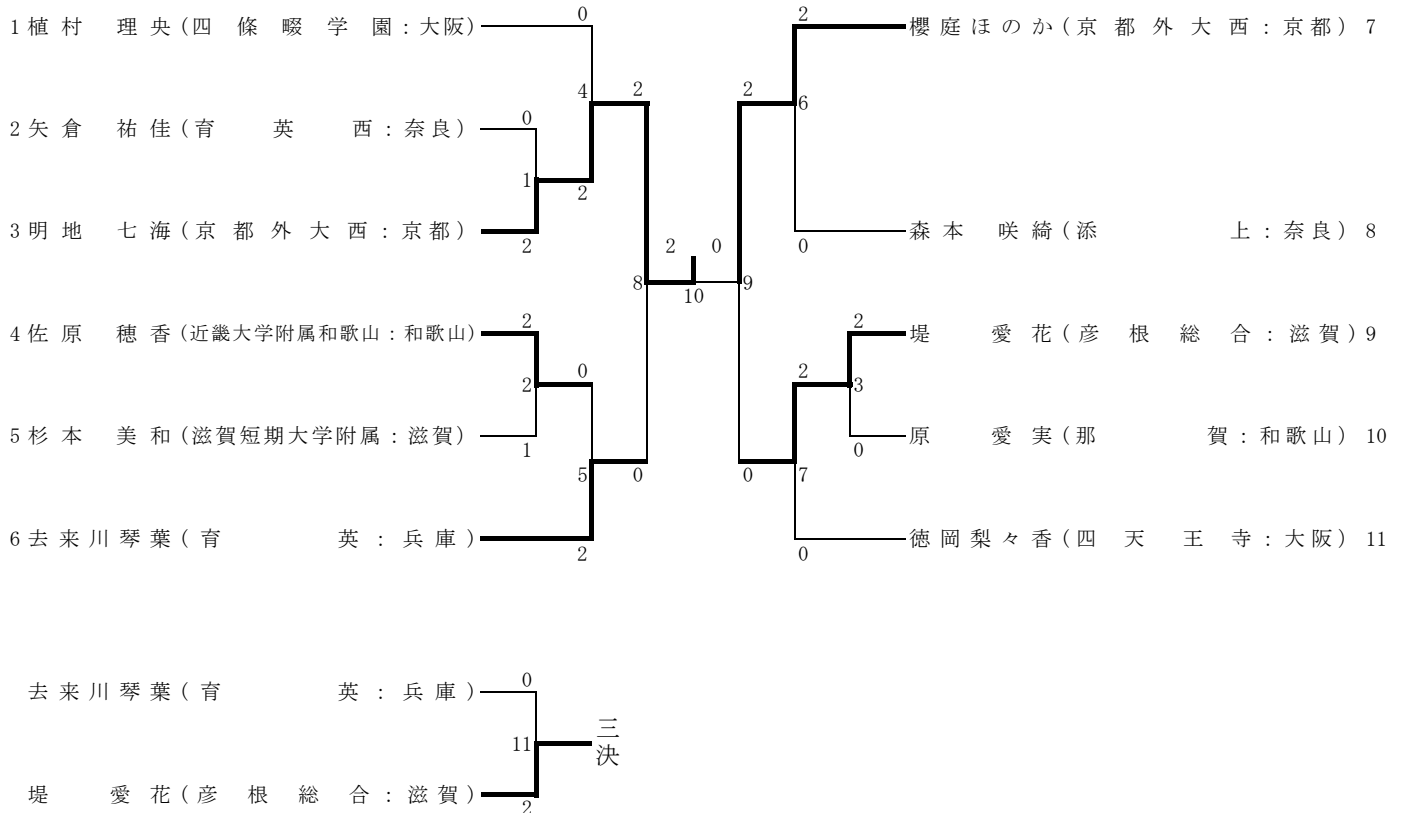 1 植村 理央 (四條畷学園：大阪)
0
2
櫻庭ほのか (京都外大西：京都) 7
4
2
2
6
2 矢倉 祐佳 (育英西：奈良)
0
1
2
3 明地 七海 (京都外大西：京都)
2
森本 咲綺 (添上：奈良) 8
0
2
0
8
10
9
4 佐原 穂香 (近畿大学附属和歌山：和歌山)
2
2
堤 愛花 (彦根総合：滋賀) 9
2
0
2
3
5 杉本 美和 (滋賀短期大学附属：滋賀)
1
原 愛実 (那賀：和歌山) 10
0
5
0
0
7
6 去来川琴葉 (育英：兵庫)
2
徳岡梨々香 (四天王寺：大阪) 11
0
去来川琴葉 (育英：兵庫)
0
11
三決
堤 愛花 (彦根総合：滋賀)
2